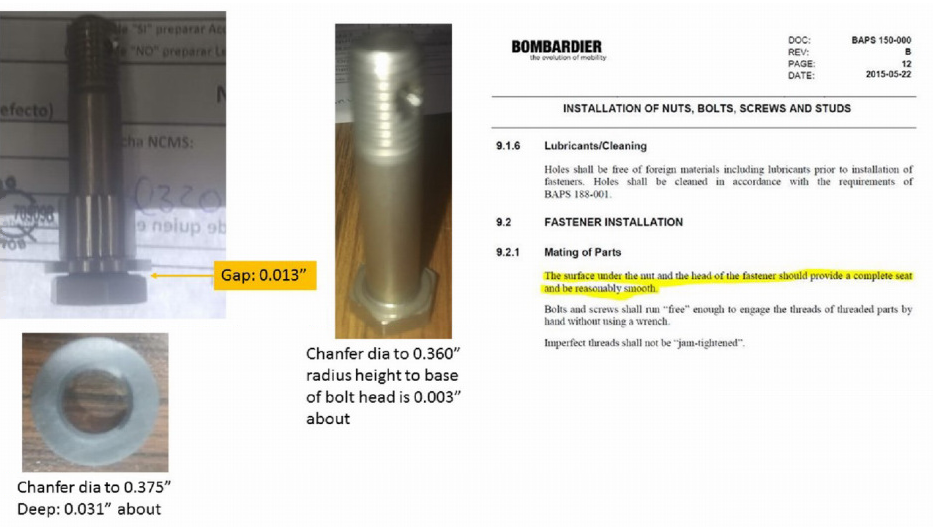 da "SI" preparar
"NO" preparar
efecto)
cha NCMS:
de quien e
Gap: 0.013"
Chanfer dia to 0.375"
Deep: 0.031" about
Chanfer dia to 0.360"
radius height to base
of bolt head is 0.003"
about
BOMBARDIER
the evolution of mobility
DOC: BAPS 150-000
REV: B
PAGE: 12
DATE: 2015-05-22
INSTALLATION OF NUTS, BOLTS, SCREWS AND STUDS
9.1.6 Lubricants/Cleaning
Holes shall be free of foreign materials including lubricants prior to installation of
fasteners. Holes shall be cleaned in accordance with the requirements of
BAPS 188-001.
9.2 FASTENER INSTALLATION
9.2.1 Mating of Parts
The surface under the nut and the head of the fastener should provide a complete seat
and be reasonably smooth.
Bolts and screws shall run "free" enough to engage the threads of threaded parts by
hand without using a wrench.
Imperfect threads shall not be "jam-tightened".